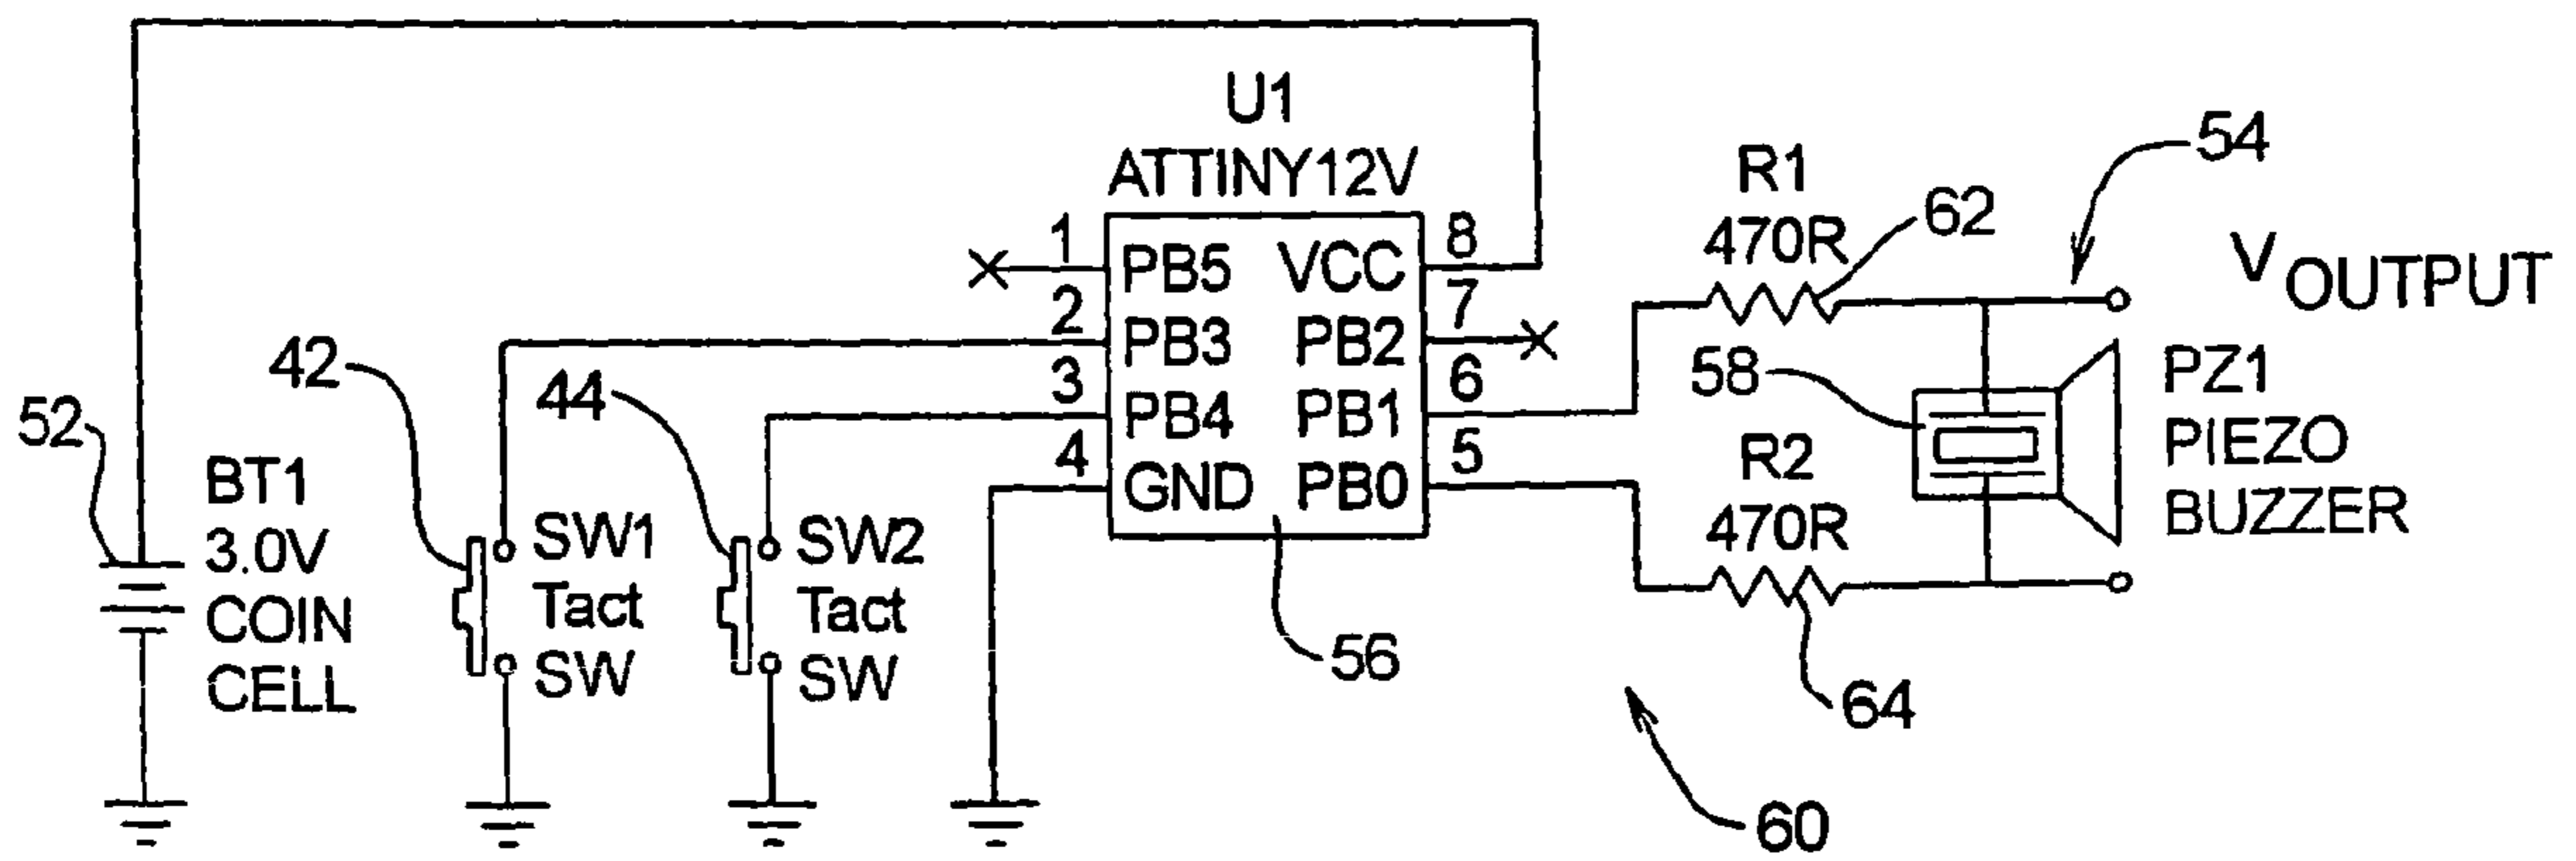 U1
ATTINY12V
1
PB5
VCC
8
2
PB3
PB2
7
3
PB4
PB1
6
4
GND
PB0
5
52
BT1
3.0V
COIN
CELL
42
SW1
Tact
SW
44
SW2
Tact
SW
56
R1
470R
62
54
V OUTPUT
58
PZ1
PIEZO
BUZZER
R2
470R
64
60